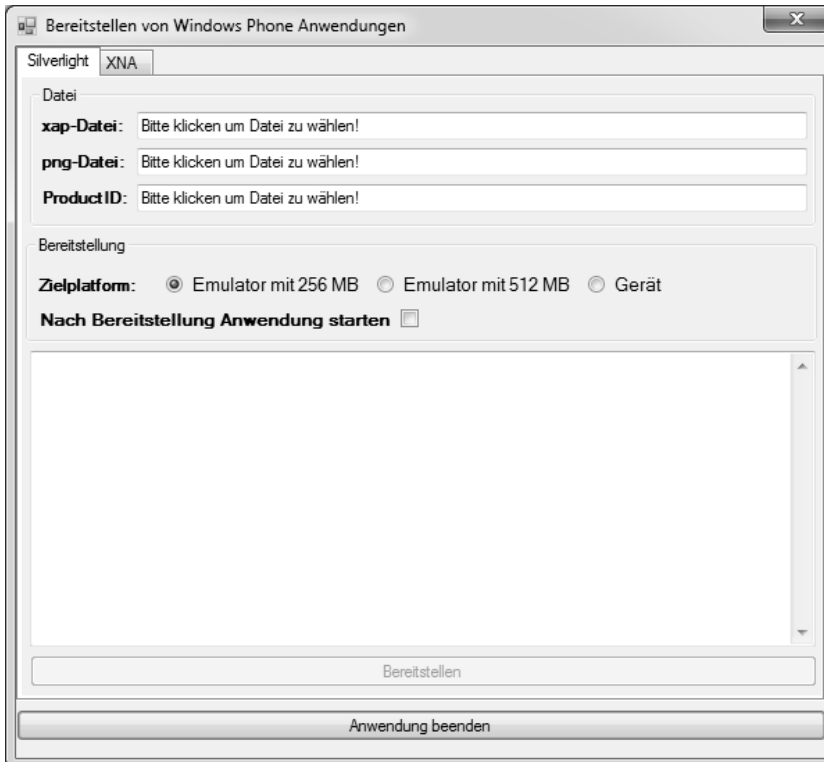 Bereitstellen von Windows Phone Anwendungen
X
Silverlight XNA
Datei
xap-Datei: Bitte klicken um Datei zu wählen!
png-Datei: Bitte klicken um Datei zu wählen!
ProductID: Bitte klicken um Datei zu wählen!
Bereitstellung
Zielplatform: Emulator mit 256 MB Emulator mit 512 MB Gerät
Nach Bereitstellung Anwendung starten
Bereitstellen
Anwendung beenden